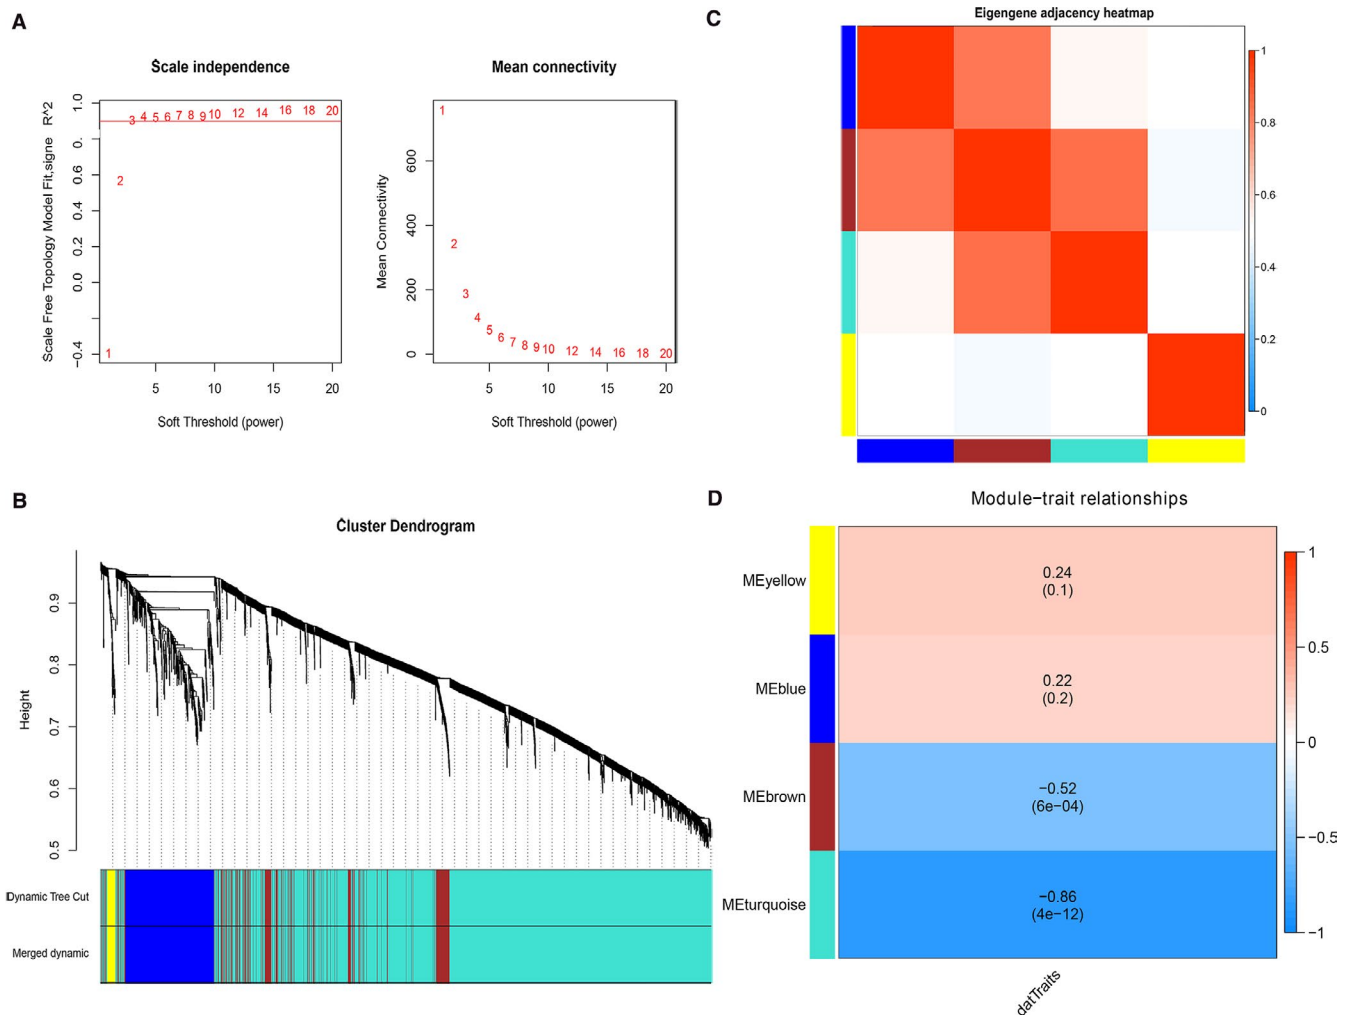 A
Scale independence
Scale Free Topology Model Fit,signe R^2
1.0
0.
0.6
0.4
0.2
0.0
−0.4
1
2
3 4 5 6 7 8 9 10 12 14 16 18 20
5 10 15 20
Soft Threshold (power)
Mean connectivity
Mean Connectivity
600
400
200
0
1
2
3
4
5
6 7 8 9 10 12 14 16 18 20
5 10 15 20
Soft Threshold (power)
C
Eigengene adjacency heatmap
1
0.8
0.6
0.4
0.2
0
B
Cluster Dendrogram
Height
0.9
0.8
0.7
0.6
0.5
Dynamic Tree Cut
Merged dynamic
D
Module−trait relationships
MEyellow
0.24
(0.1)
MEblue
0.22
(0.2)
MEbrown
−0.52
(6e−04)
MEturquoise
−0.86
(4e−12)
datTraits
1
0.5
0
−0.5
−1